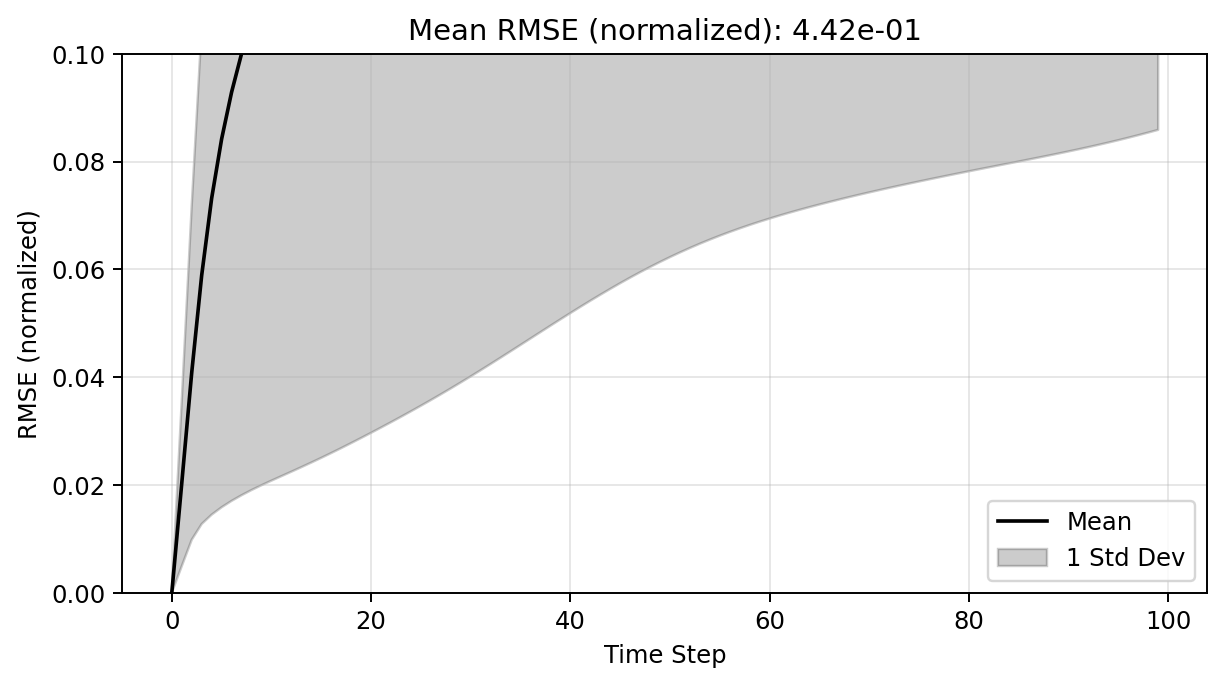 Mean RMSE (normalized): 4.42e-01
0.10
0.08
0.06
0.04
0.02
0.00
RMSE (normalized)
0
20
40
60
80
100
Time Step
Mean
1 Std Dev